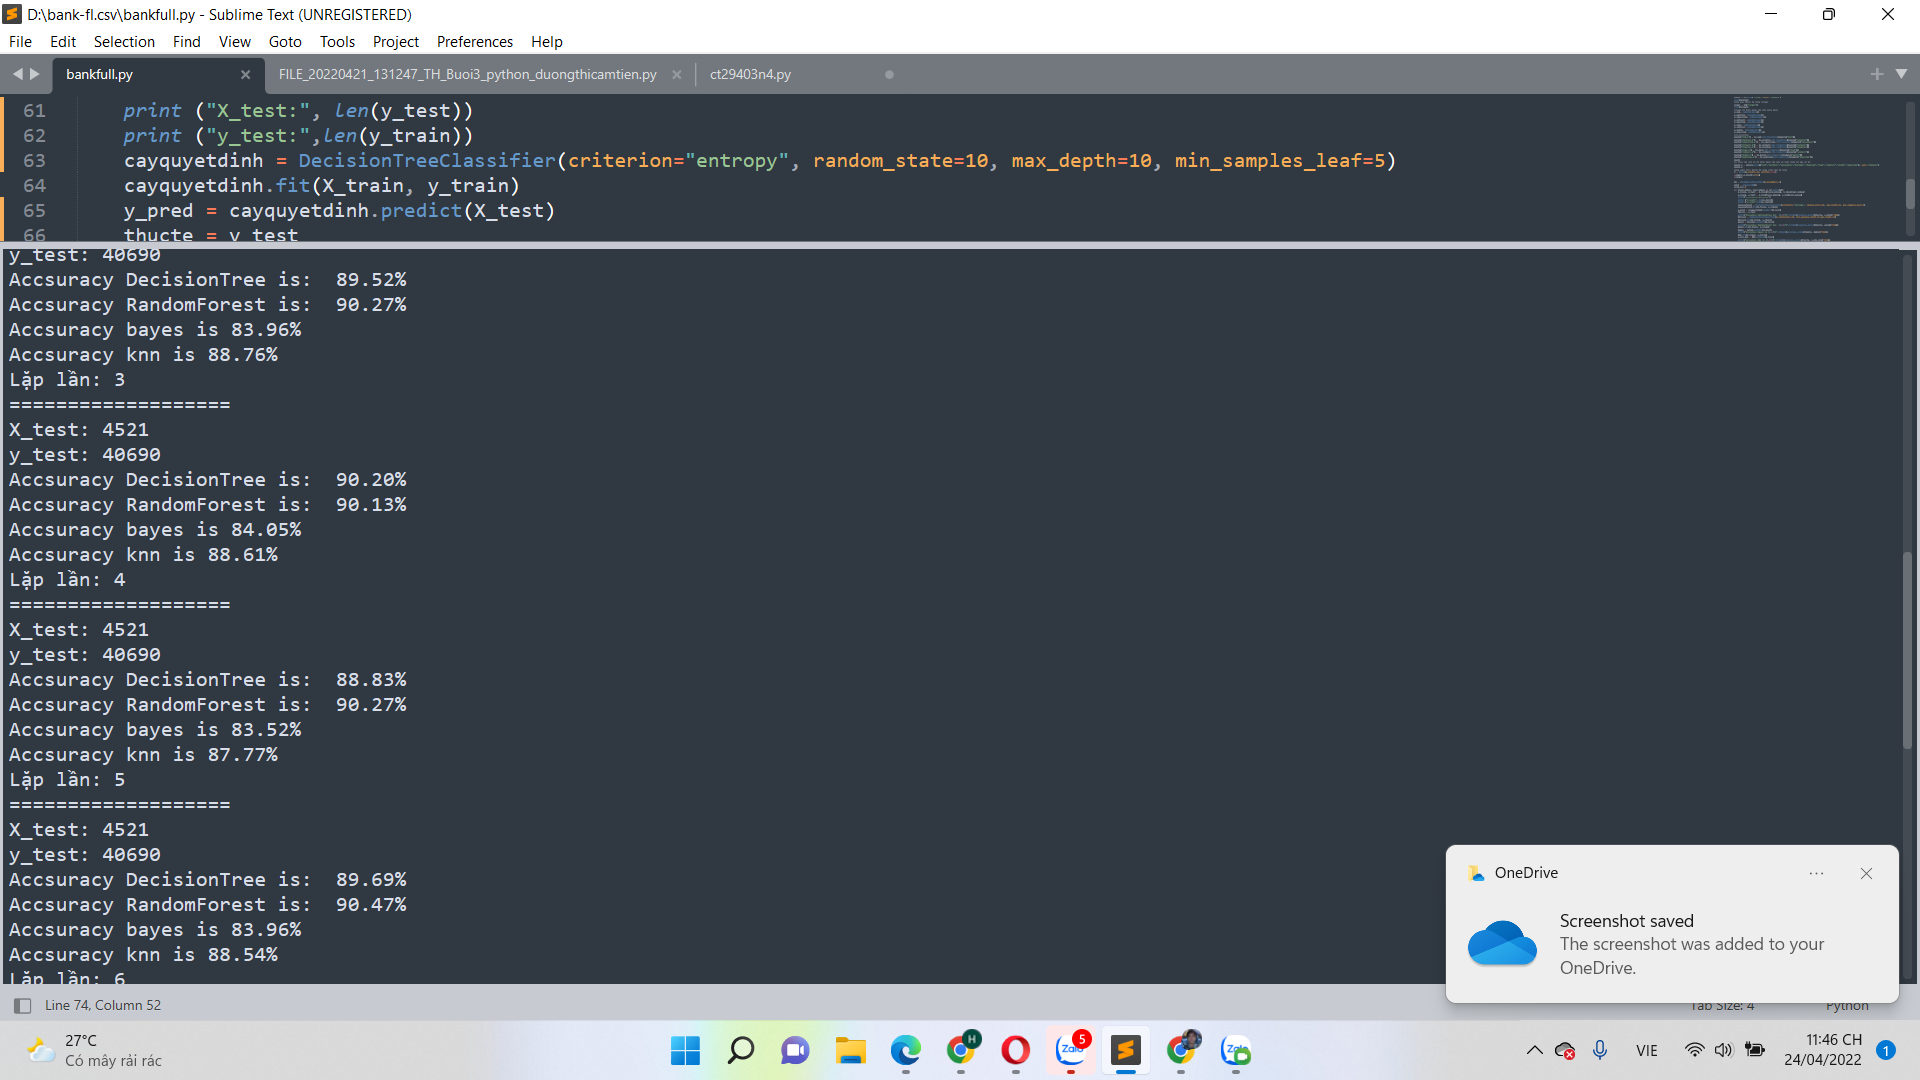 D:\bank-fl.csv\bankfull.py - Sublime Text (UNREGISTERED)
File Edit Selection Find View Goto Tools Project Preferences Help
bankfull.py FILE_20220421_131247_TH_Buoi3_python_duongthicamtien.py ct29403n4.py
61 print ("X_test:", len(y_test))
62 print ("y_test:",len(y_train))
63 cayquyetdinh = DecisionTreeClassifier(criterion="entropy", random_state=10, max_depth=10, min_samples_leaf=5)
64 cayquyetdinh.fit(X_train, y_train)
65 y_pred = cayquyetdinh.predict(X_test)
66 thucte = y_test
y_test: 40690
Accsuracy DecisionTree is:  89.52%
Accsuracy RandomForest is:  90.27%
Accsuracy bayes is 83.96%
Accsuracy knn is 88.76%
Lặp lần: 3
===================
X_test: 4521
y_test: 40690
Accsuracy DecisionTree is:  90.20%
Accsuracy RandomForest is:  90.13%
Accsuracy bayes is 84.05%
Accsuracy knn is 88.61%
Lặp lần: 4
===================
X_test: 4521
y_test: 40690
Accsuracy DecisionTree is:  88.83%
Accsuracy RandomForest is:  90.27%
Accsuracy bayes is 83.52%
Accsuracy knn is 87.77%
Lặp lần: 5
===================
X_test: 4521
y_test: 40690
Accsuracy DecisionTree is:  89.69%
Accsuracy RandomForest is:  90.47%
Accsuracy bayes is 83.96%
Accsuracy knn is 88.54%
Lặp lần: 6
OneDrive
Screenshot saved
The screenshot was added to your
OneDrive.
Line 74, Column 52
Tab Size: 4 Python
27°C
Có mây rải rác
H
Zalo
5
Zalo
VIE
11:46 CH
24/04/2022
1